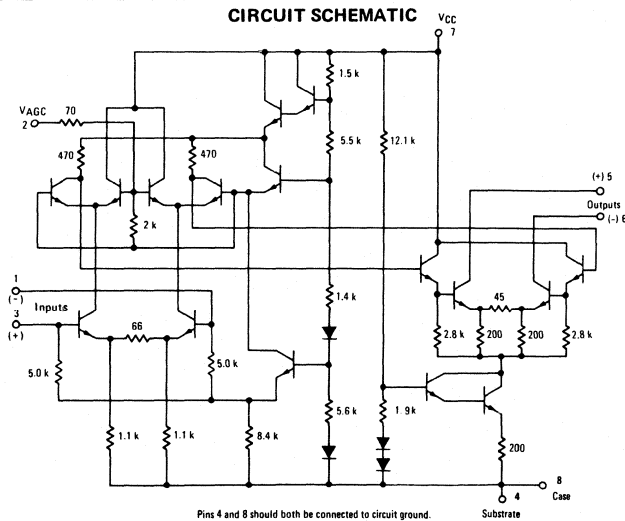 CIRCUIT SCHEMATIC
VCC
7
1.5 k
VAGC
2
70
5.5 k
12.1 k
470
470
(+) 5
Outputs
(-) 6
2 k
1
(-)
Inputs
3
(+)
66
1.4 k
45
2.8 k
200
200
2.8 k
5.0 k
5.0 k
5.6 k
1. 9k
1.1 k
1.1 k
8.4 k
200
8
Case
4
Substrate
Pins 4 and 8 should both be connected to circuit ground.